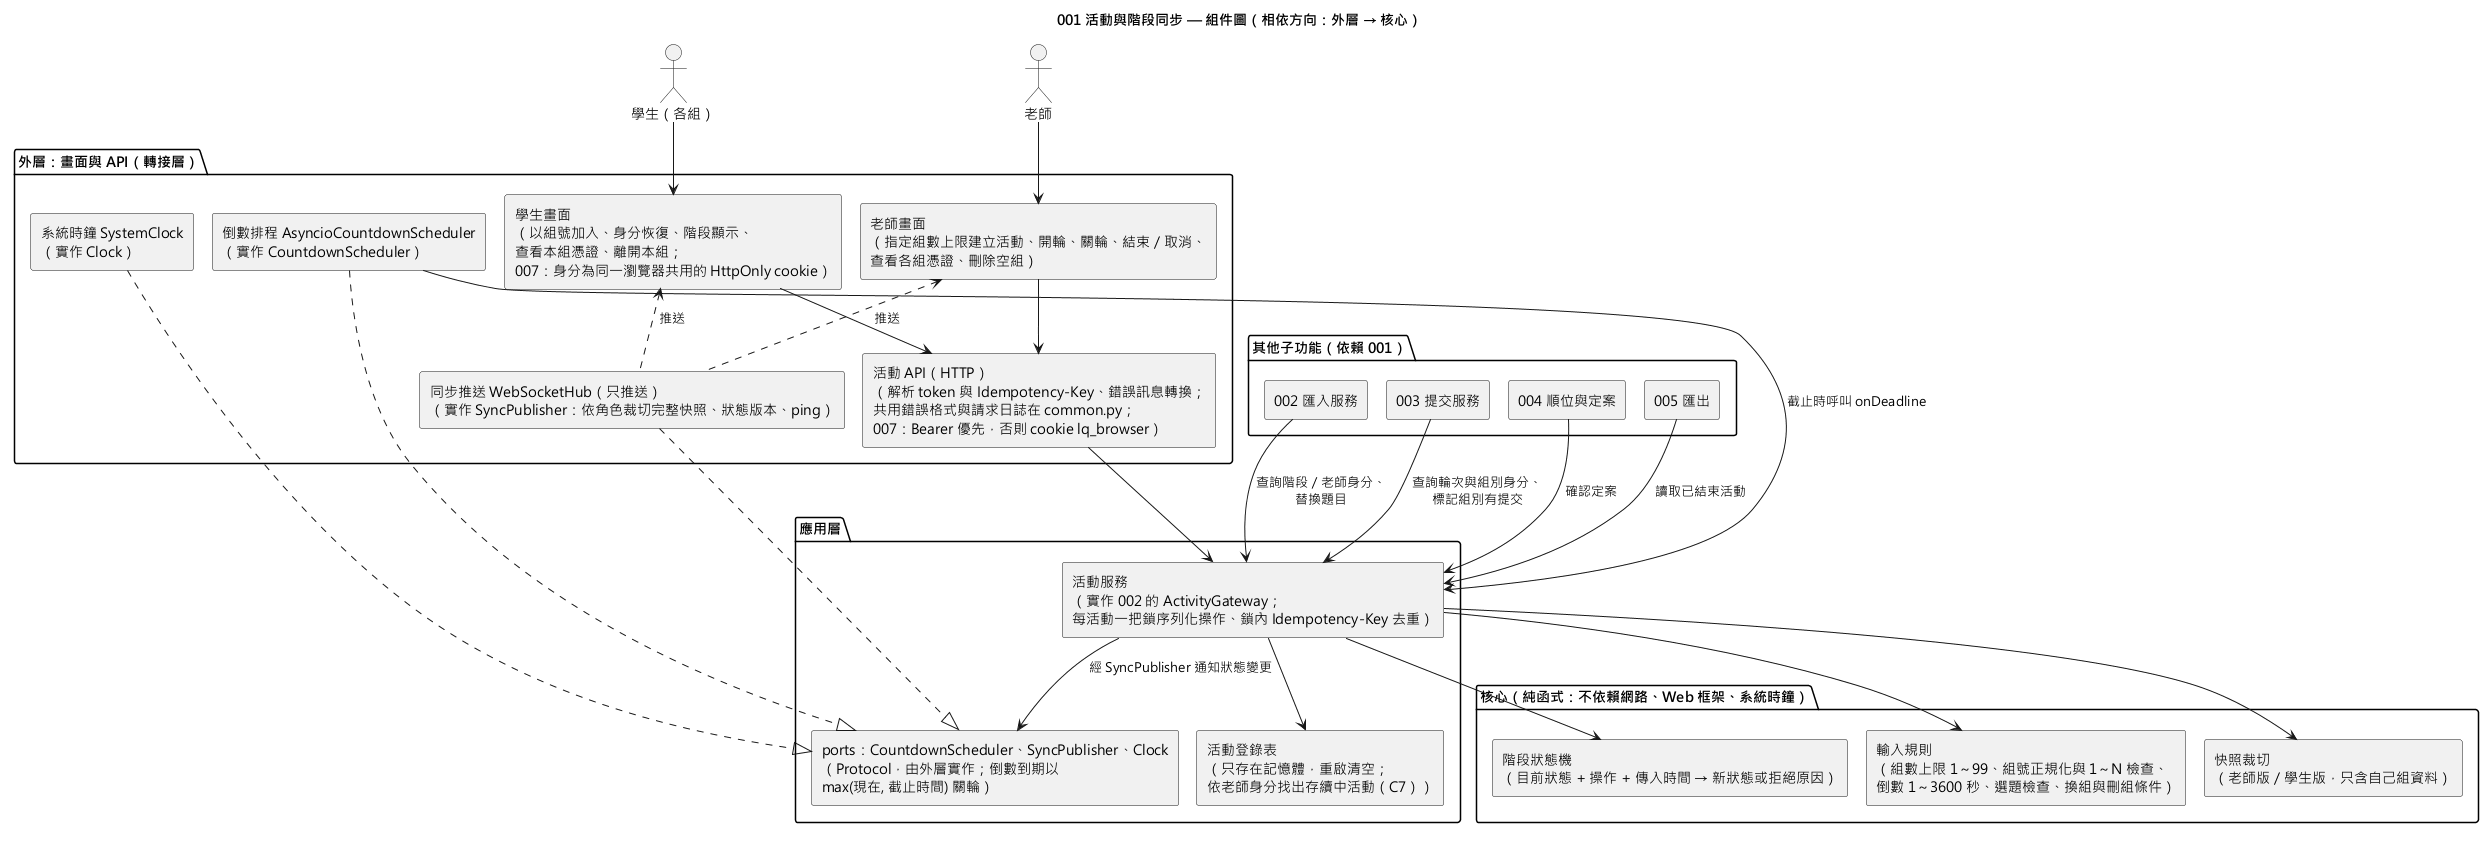 001 活動與階段同步 — 組件圖（相依方向：外層 → 核心）
學生（各組）
老師
外層：畫面與 API（轉接層）
系統時鐘 SystemClock
（實作 Clock）
倒數排程 AsyncioCountdownScheduler
（實作 CountdownScheduler）
學生畫面
（以組號加入、身分恢復、階段顯示、
查看本組憑證、離開本組；
007：身分為同一瀏覽器共用的 HttpOnly cookie）
老師畫面
（指定組數上限建立活動、開輪、關輪、結束／取消、
查看各組憑證、刪除空組）
推送
推送
同步推送 WebSocketHub（只推送）
（實作 SyncPublisher：依角色裁切完整快照、狀態版本、ping）
活動 API（HTTP）
（解析 token 與 Idempotency-Key、錯誤訊息轉換；
共用錯誤格式與請求日誌在 common.py；
007：Bearer 優先，否則 cookie lq_browser）
其他子功能（依賴 001）
002 匯入服務
003 提交服務
004 順位與定案
005 匯出
截止時呼叫 onDeadline
查詢階段／老師身分、
替換題目
查詢輪次與組別身分、
標記組別有提交
確認定案
讀取已結束活動
應用層
活動服務
（實作 002 的 ActivityGateway；
每活動一把鎖序列化操作、鎖內 Idempotency-Key 去重）
經 SyncPublisher 通知狀態變更
ports：CountdownScheduler、SyncPublisher、Clock
（Protocol，由外層實作；倒數到期以
max(現在, 截止時間) 關輪）
活動登錄表
（只存在記憶體，重啟清空；
依老師身分找出存續中活動（C7））
核心（純函式：不依賴網路、Web 框架、系統時鐘）
階段狀態機
（目前狀態 + 操作 + 傳入時間 → 新狀態或拒絕原因）
輸入規則
（組數上限 1～99、組號正規化與 1～N 檢查、
倒數 1～3600 秒、選題檢查、換組與刪組條件）
快照裁切
（老師版／學生版，只含自己組資料）